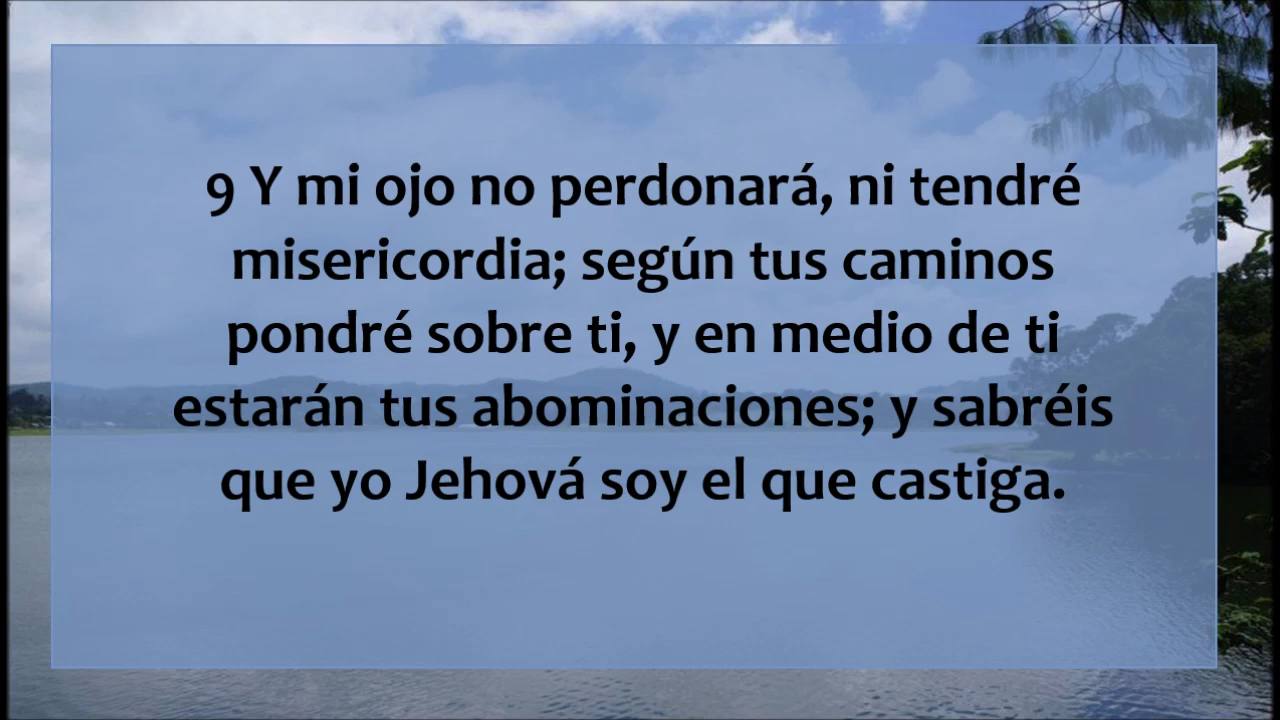 9 Y mi ojo no perdonará, ni tendré
misericordia; según tus caminos
pondré sobre ti, y en medio de ti
estarán tus abominaciones; y sabréis
que yo Jehová soy el que castiga.